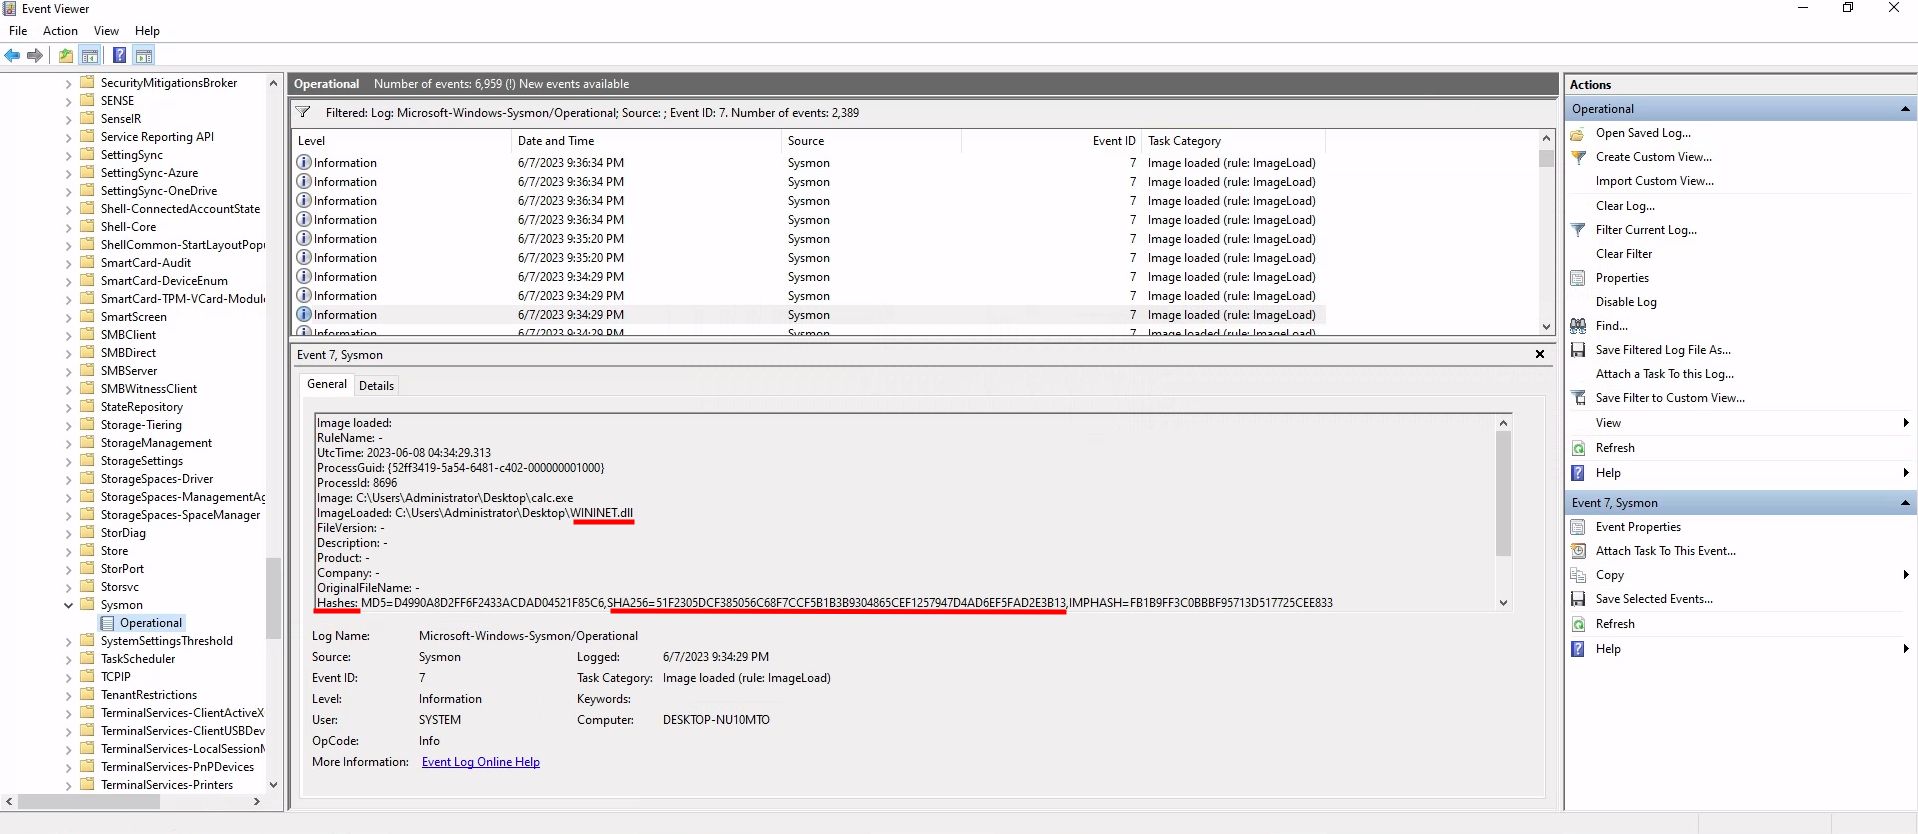 Event Viewer
File Action View Help
SecurityMitigationsBroker
SENSE
SenseIR
Service Reporting API
SettingSync
SettingSync-Azure
SettingSync-OneDrive
Shell-ConnectedAccountState
Shell-Core
ShellCommon-StartLayoutPopu
SmartCard-Audit
SmartCard-DeviceEnum
SmartCard-TPM-VCard-Module
SmartScreen
SMBClient
SMBDirect
SMBServer
SMBWitnessClient
StateRepository
Storage-Tiering
StorageManagement
StorageSettings
StorageSpaces-Driver
StorageSpaces-ManagementAg
StorageSpaces-SpaceManager
StorDiag
Store
StorPort
Storsvc
Sysmon
Operational
SystemSettingsThreshold
TaskScheduler
TCPIP
TenantRestrictions
TerminalServices-ClientActiveX
TerminalServices-ClientUSBDev
TerminalServices-LocalSessionM
TerminalServices-PnPDevices
TerminalServices-Printers
Operational Number of events: 6,959 (!) New events available
Filtered: Log: Microsoft-Windows-Sysmon/Operational; Source: ; Event ID: 7. Number of events: 2,389
Level Date and Time Source Event ID Task Category
Information 6/7/2023 9:36:34 PM Sysmon 7 Image loaded (rule: ImageLoad)
Information 6/7/2023 9:36:34 PM Sysmon 7 Image loaded (rule: ImageLoad)
Information 6/7/2023 9:36:34 PM Sysmon 7 Image loaded (rule: ImageLoad)
Information 6/7/2023 9:36:34 PM Sysmon 7 Image loaded (rule: ImageLoad)
Information 6/7/2023 9:35:20 PM Sysmon 7 Image loaded (rule: ImageLoad)
Information 6/7/2023 9:35:20 PM Sysmon 7 Image loaded (rule: ImageLoad)
Information 6/7/2023 9:34:29 PM Sysmon 7 Image loaded (rule: ImageLoad)
Information 6/7/2023 9:34:29 PM Sysmon 7 Image loaded (rule: ImageLoad)
Information 6/7/2023 9:34:29 PM Sysmon 7 Image loaded (rule: ImageLoad)
Information 6/7/2023 9:34:29 PM Sysmon 7 Image loaded (rule: ImageLoad)
Event 7, Sysmon
General Details
Image loaded:
RuleName: -
UtcTime: 2023-06-08 04:34:29.313
ProcessGuid: {52ff3419-5a54-6481-c402-000000001000}
ProcessId: 8696
Image: C:\Users\Administrator\Desktop\calc.exe
ImageLoaded: C:\Users\Administrator\Desktop\WININET.dll
FileVersion: -
Description: -
Product: -
Company: -
OriginalFileName: -
Hashes: MD5=D4990A8D2FF6F2433ACDAD04521F85C6,SHA256=51F2305DCF385056C68F7CCF5B1B3B9304865CEF1257947D4AD6EF5FAD2E3B13,IMPHASH=FB1B9FF3C0BBBF95713D517725CEE833
Log Name: Microsoft-Windows-Sysmon/Operational
Source: Sysmon Logged: 6/7/2023 9:34:29 PM
Event ID: 7 Task Category: Image loaded (rule: ImageLoad)
Level: Information Keywords:
User: SYSTEM Computer: DESKTOP-NU10MTO
OpCode: Info
More Information: Event Log Online Help
Actions
Operational
Open Saved Log...
Create Custom View...
Import Custom View...
Clear Log...
Filter Current Log...
Clear Filter
Properties
Disable Log
Find...
Save Filtered Log File As...
Attach a Task To this Log...
Save Filter to Custom View...
View
Refresh
Help
Event 7, Sysmon
Event Properties
Attach Task To This Event...
Copy
Save Selected Events...
Refresh
Help